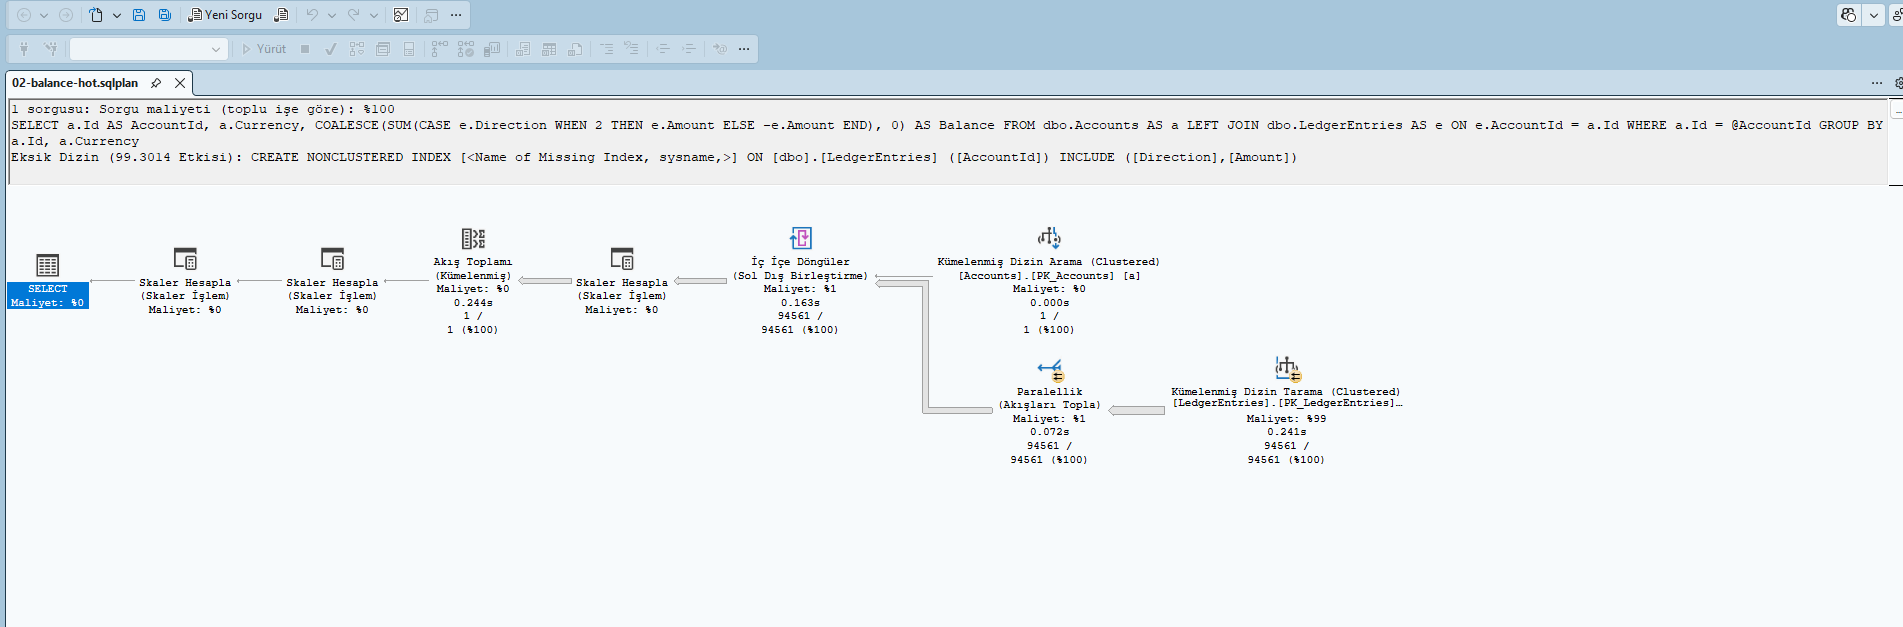 Yeni Sorgu
Yürüt
02-balance-hot.sqlplan
1 sorgusu: Sorgu maliyeti (toplu işe göre): %100
SELECT a.Id AS AccountId, a.Currency, COALESCE(SUM(CASE e.Direction WHEN 2 THEN e.Amount ELSE -e.Amount END), 0) AS Balance FROM dbo.Accounts AS a LEFT JOIN dbo.LedgerEntries AS e ON e.AccountId = a.Id WHERE a.Id = @AccountId GROUP BY
a.Id, a.Currency
Eksik Dizin (99.3014 Etkisi): CREATE NONCLUSTERED INDEX [<Name of Missing Index, sysname,>] ON [dbo].[LedgerEntries] ([AccountId]) INCLUDE ([Direction],[Amount])
SELECT
Maliyet: %0
Skaler Hesapla
(Skaler İşlem)
Maliyet: %0
Skaler Hesapla
(Skaler İşlem)
Maliyet: %0
Akış Toplamı
(Kümelenmiş)
Maliyet: %0
0.244s
1 /
1 (%100)
Skaler Hesapla
(Skaler İşlem)
Maliyet: %0
İç İçe Döngüler
(Sol Dış Birleştirme)
Maliyet: %1
0.163s
94561 /
94561 (%100)
Kümelenmiş Dizin Arama (Clustered)
[Accounts].[PK_Accounts] [a]
Maliyet: %0
0.000s
1 /
1 (%100)
Paralellik
(Akışları Topla)
Maliyet: %1
0.072s
94561 /
94561 (%100)
Kümelenmiş Dizin Tarama (Clustered)
[LedgerEntries].[PK_LedgerEntries]…
Maliyet: %99
0.241s
94561 /
94561 (%100)